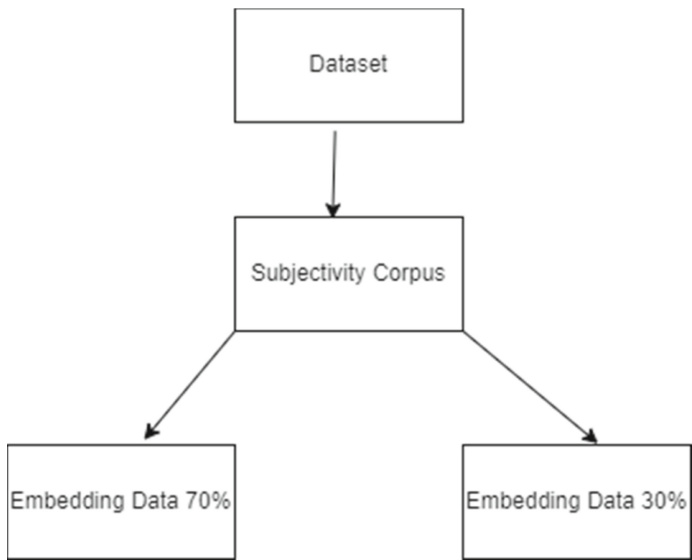 Dataset
Subjectivity Corpus
Embedding Data 70%
Embedding Data 30%